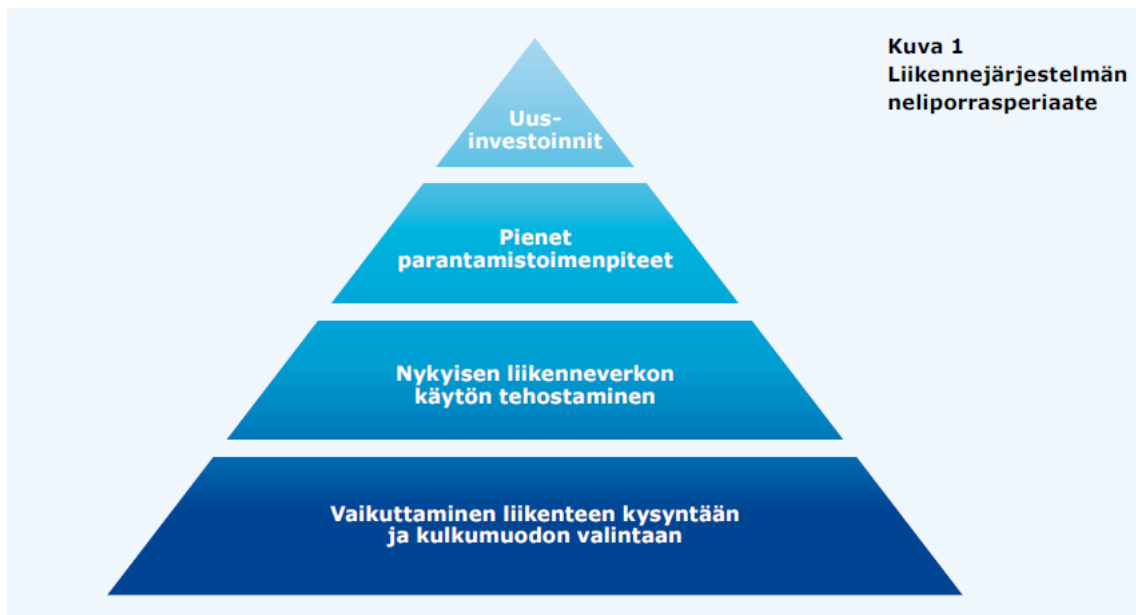 Kuva 1
Liikennejärjestelmän
neliporrasperiaate
Uus-
investoinnit
Pienet
parantamistoimenpiteet
Nykyisen liikenneverkon
käytön tehostaminen
Vaikuttaminen liikenteen kysyntään
ja kulkumuodon valintaan